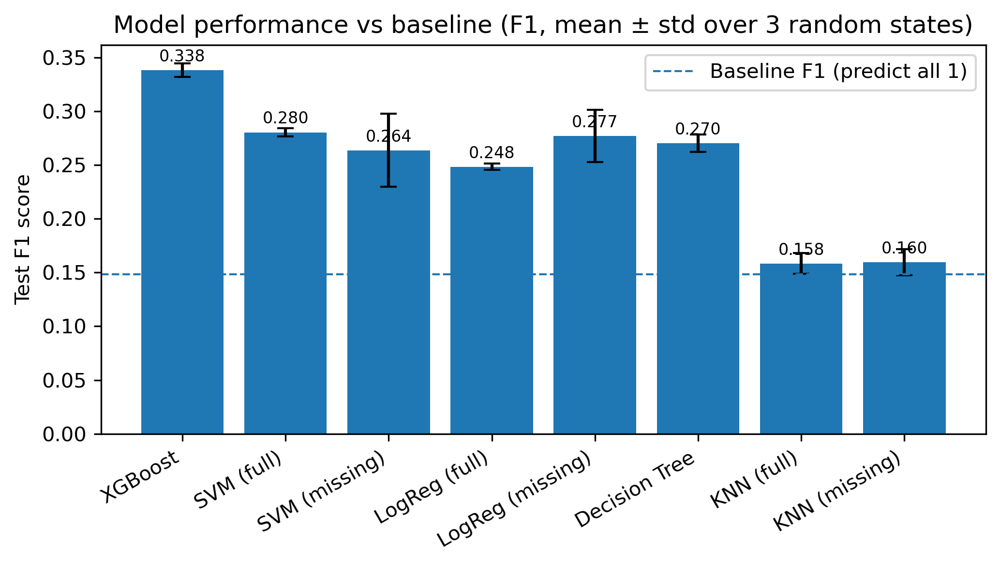 Model performance vs baseline (F1, mean ± std over 3 random states)
Baseline F1 (predict all 1)
Test F1 score
0.35
0.30
0.25
0.20
0.15
0.10
0.05
0.00
0.338
0.280
0.264
0.248
0.277
0.270
0.158
0.160
XGBoost
SVM (full)
SVM (missing)
LogReg (full)
LogReg (missing)
Decision Tree
KNN (full)
KNN (missing)